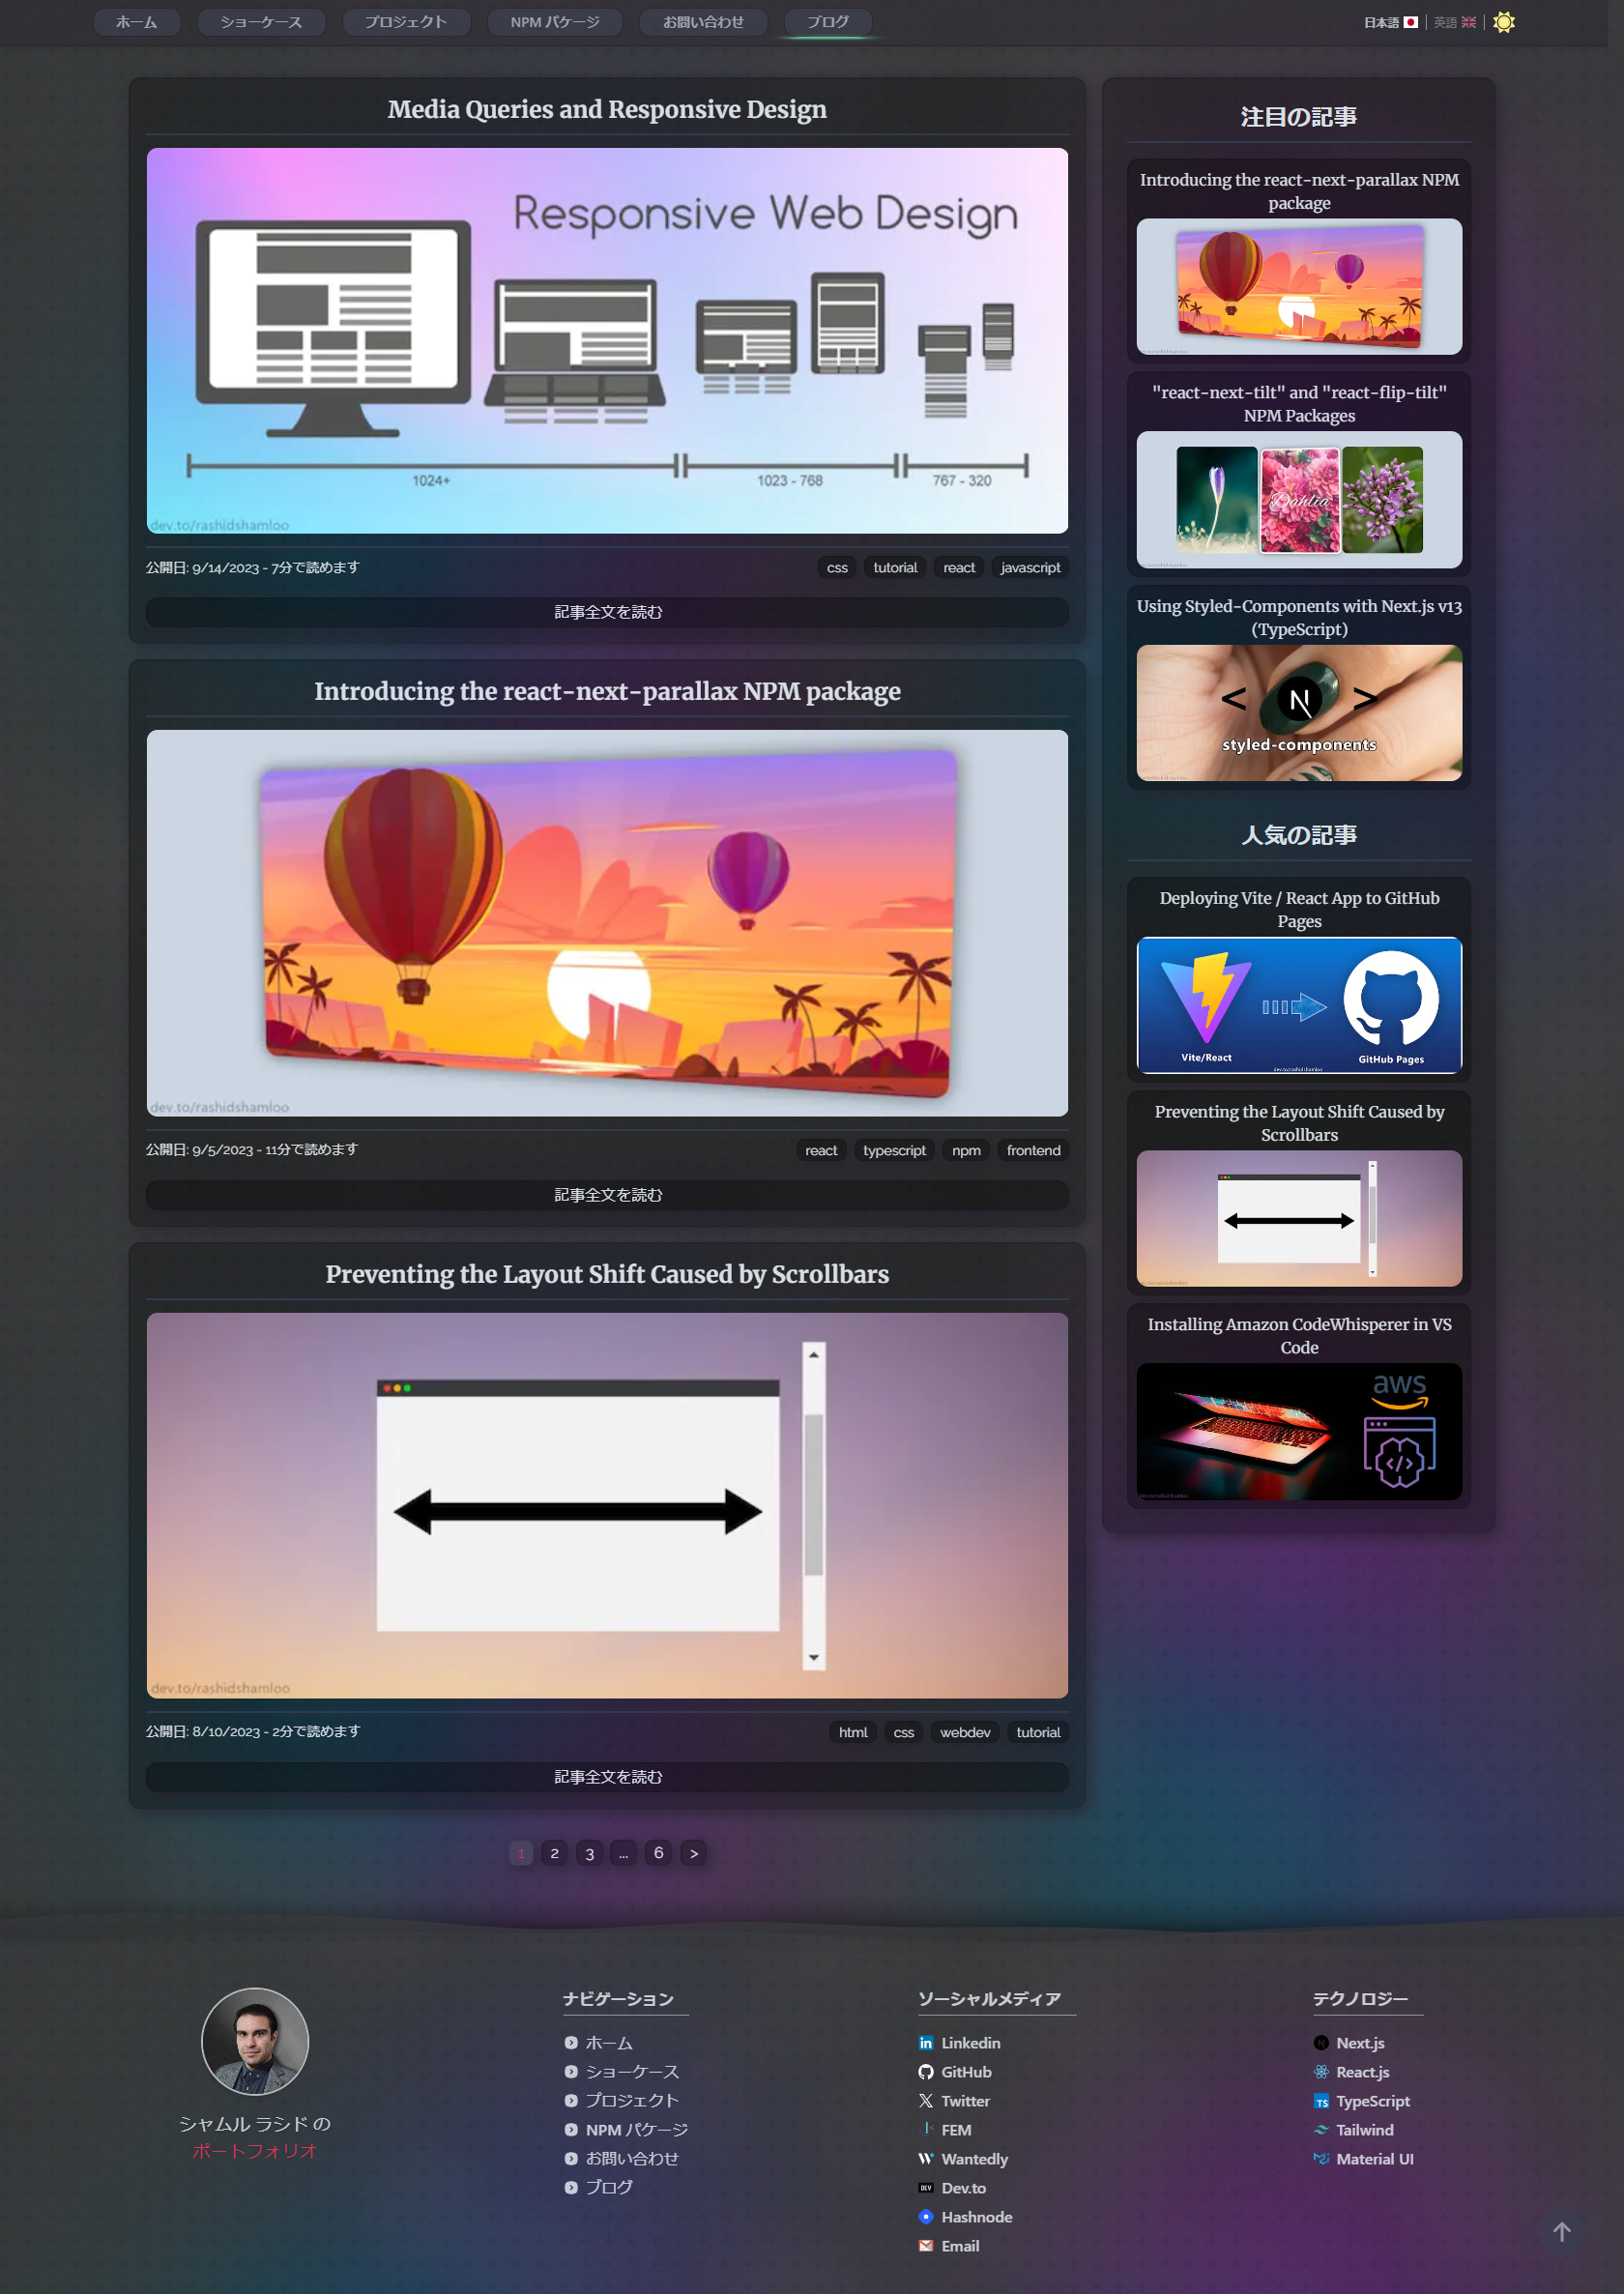 ホーム
ショーケース
プロジェクト
NPM パケージ
お問い合わせ
ブログ
日本語
英語
Media Queries and Responsive Design
Responsive Web Design
1024+
1023 - 768
767 - 320
dev.to/rashidshamloo
公開日: 9/14/2023 - 7分で読めます
css
tutorial
react
javascript
記事全文を読む
Introducing the react-next-parallax NPM package
dev.to/rashidshamloo
公開日: 9/5/2023 - 11分で読めます
react
typescript
npm
frontend
記事全文を読む
Preventing the Layout Shift Caused by Scrollbars
dev.to/rashidshamloo
公開日: 8/10/2023 - 2分で読めます
html
css
webdev
tutorial
記事全文を読む
1
2
3
...
6
>
注目の記事
Introducing the react-next-parallax NPM
package
"react-next-tilt" and "react-flip-tilt"
NPM Packages
Dahlia
Using Styled-Components with Next.js v13
(TypeScript)
< N >
styled-components
人気の記事
Deploying Vite / React App to GitHub
Pages
Vite/React
GitHub Pages
dev.to/rashidshamloo
Preventing the Layout Shift Caused by
Scrollbars
Installing Amazon CodeWhisperer in VS
Code
aws
</>
シャムル ラシド の
ポートフォリオ
ナビゲーション
ホーム
ショーケース
プロジェクト
NPM パケージ
お問い合わせ
ブログ
ソーシャルメディア
Linkedin
GitHub
Twitter
FEM
Wantedly
Dev.to
Hashnode
Email
テクノロジー
Next.js
React.js
TypeScript
Tailwind
Material UI